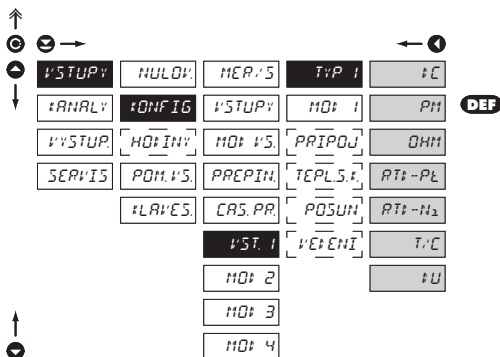 C
VSTUPY NULOV. MER/S TYP 1 DC
KANALY KONFIG VSTUPY MOD 1 PM DEF
VYSTUP. HODINY MOD VS. PRIPOJ OHM
SERVIS POM. VS. PREPIN. TEPL.S.K. RTD-Pt
KLAVES. CAS. PR. POSUN RTD-Ni
VST. 1 VEDENI T/C
MOD 2 DU
MOD 3
MOD 4